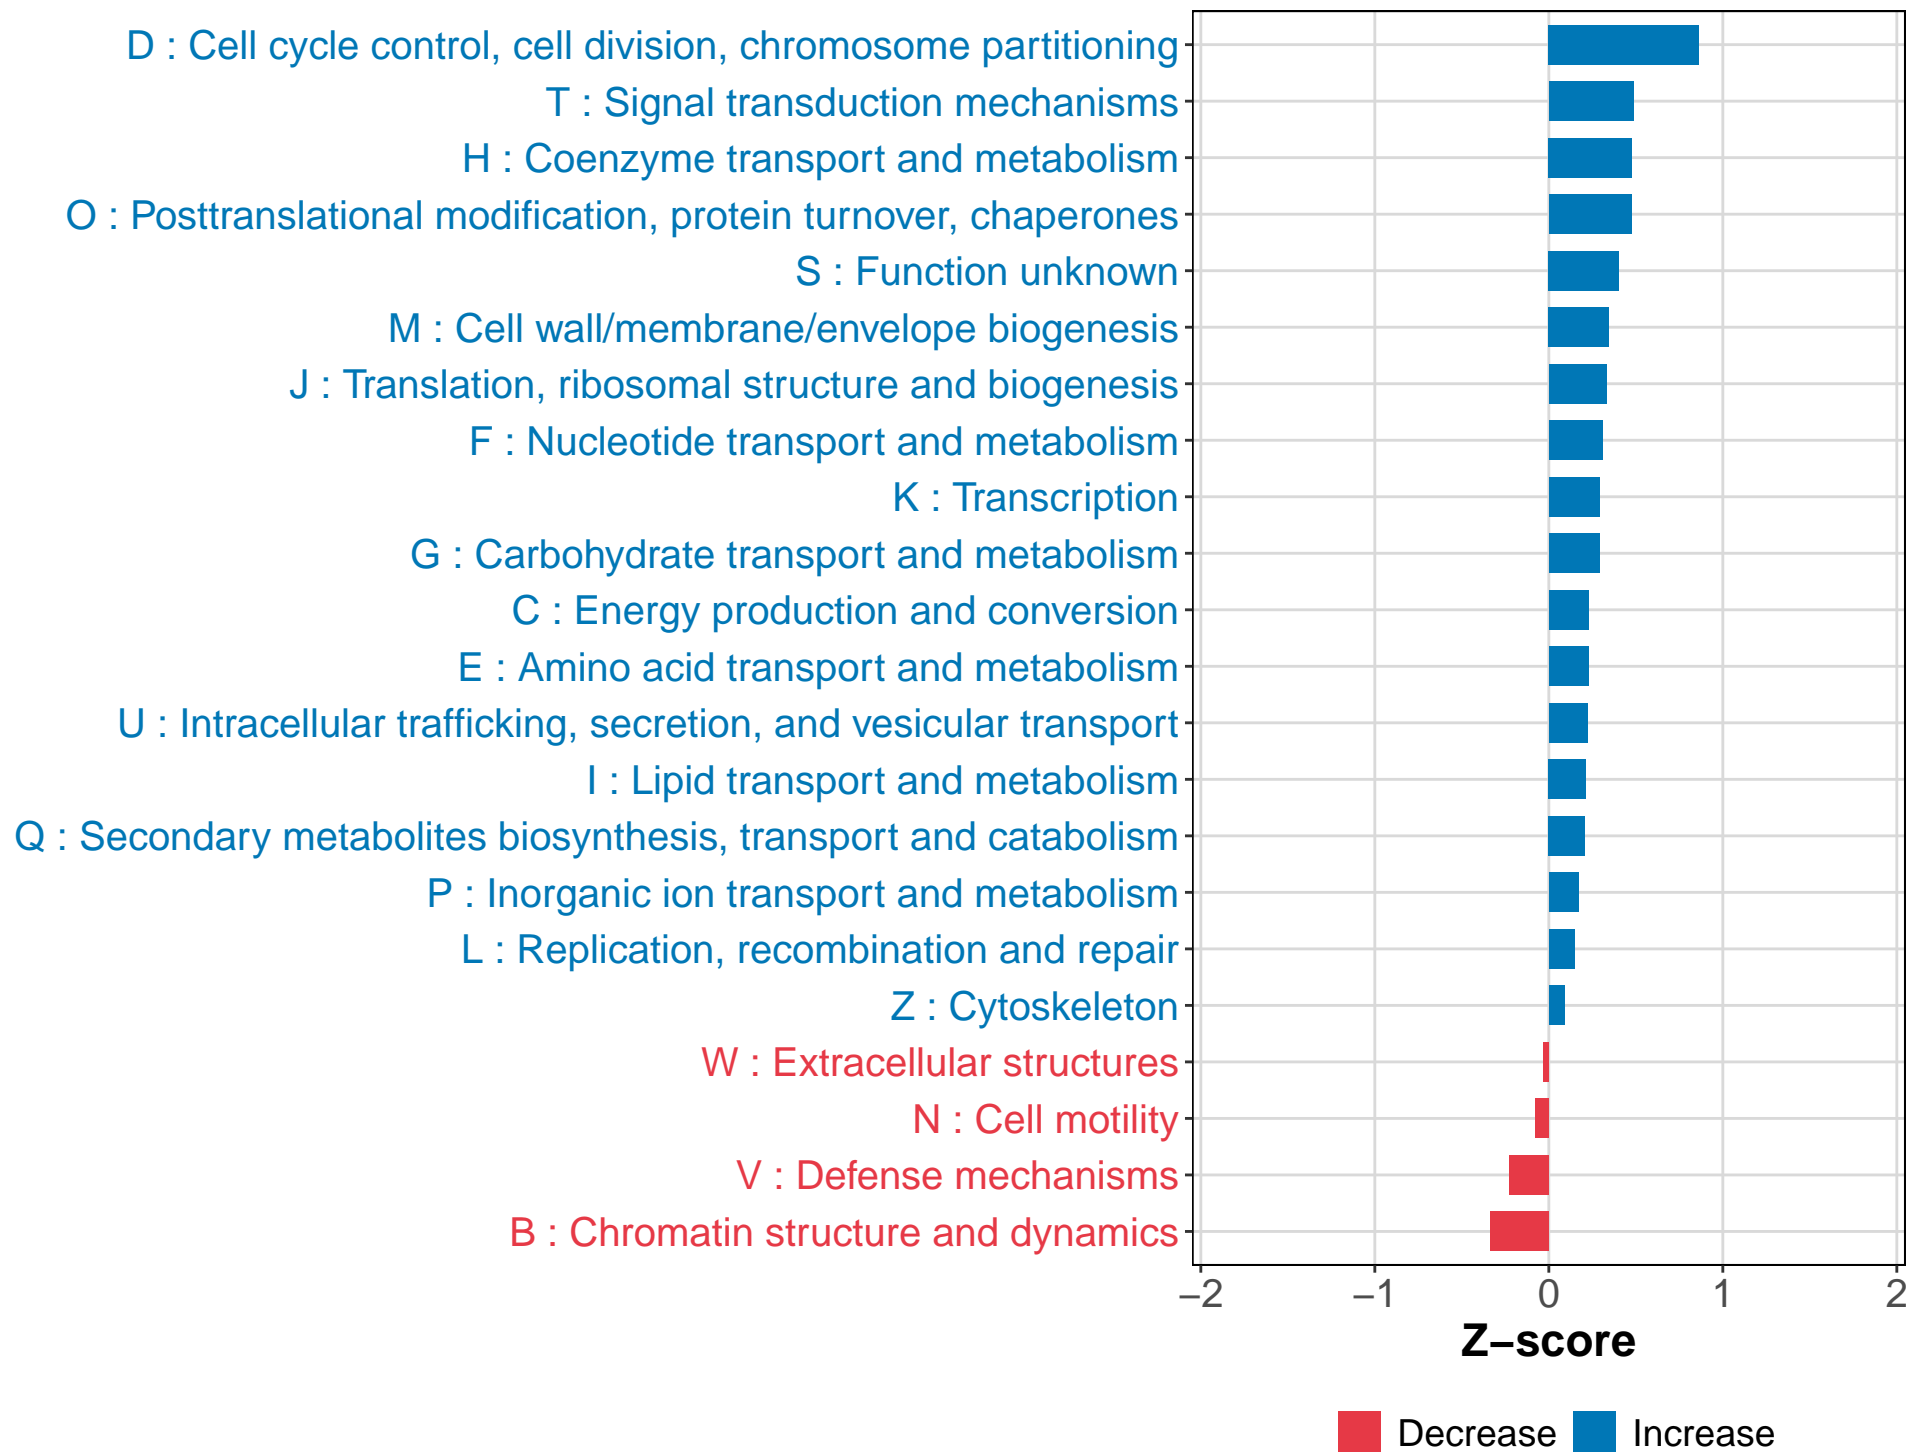 D : Cell cycle control, cell division, chromosome partitioning
T : Signal transduction mechanisms
H : Coenzyme transport and metabolism
O : Posttranslational modification, protein turnover, chaperones
S : Function unknown
M : Cell wall/membrane/envelope biogenesis
J : Translation, ribosomal structure and biogenesis
F : Nucleotide transport and metabolism
K : Transcription
G : Carbohydrate transport and metabolism
C : Energy production and conversion
E : Amino acid transport and metabolism
U : Intracellular trafficking, secretion, and vesicular transport
I : Lipid transport and metabolism
Q : Secondary metabolites biosynthesis, transport and catabolism
P : Inorganic ion transport and metabolism
L : Replication, recombination and repair
Z : Cytoskeleton
W : Extracellular structures
N : Cell motility
V : Defense mechanisms
B : Chromatin structure and dynamics
−2 −1 0 1 2
Z−score
Decrease Increase